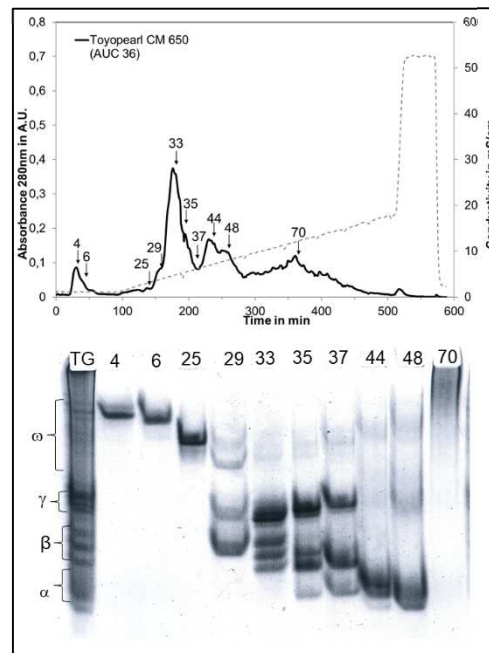 0,8
0,7
0,6
0,5
0,4
0,3
0,2
0,1
0
Absorbance 280nm in A.U.
Toyopearl CM 650
(AUC 36)
4
6
25
29
33
35
37
44
48
70
60
50
40
30
20
10
0
0 100 200 300 400 500 600
Time in min
TG 4 6 25 29 33 35 37 44 48 70
ω
γ
β
α